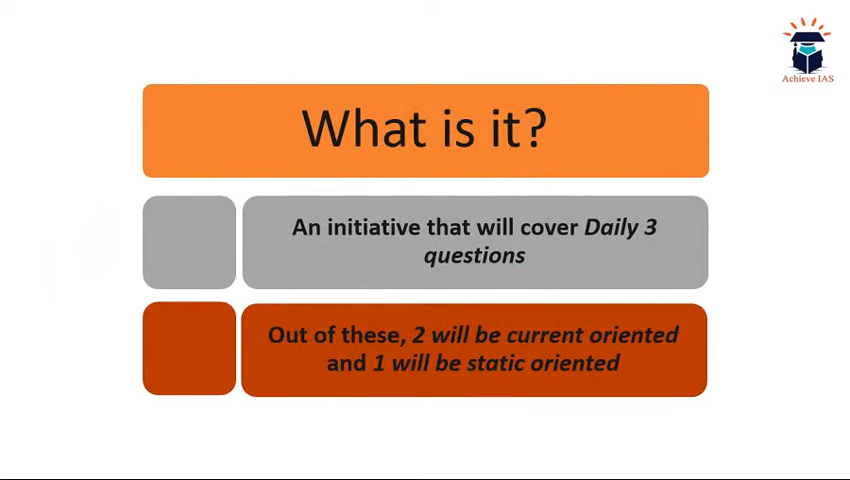 Achieve IAS
What is it?
An initiative that will cover Daily 3
questions
Out of these, 2 will be current oriented
and 1 will be static oriented